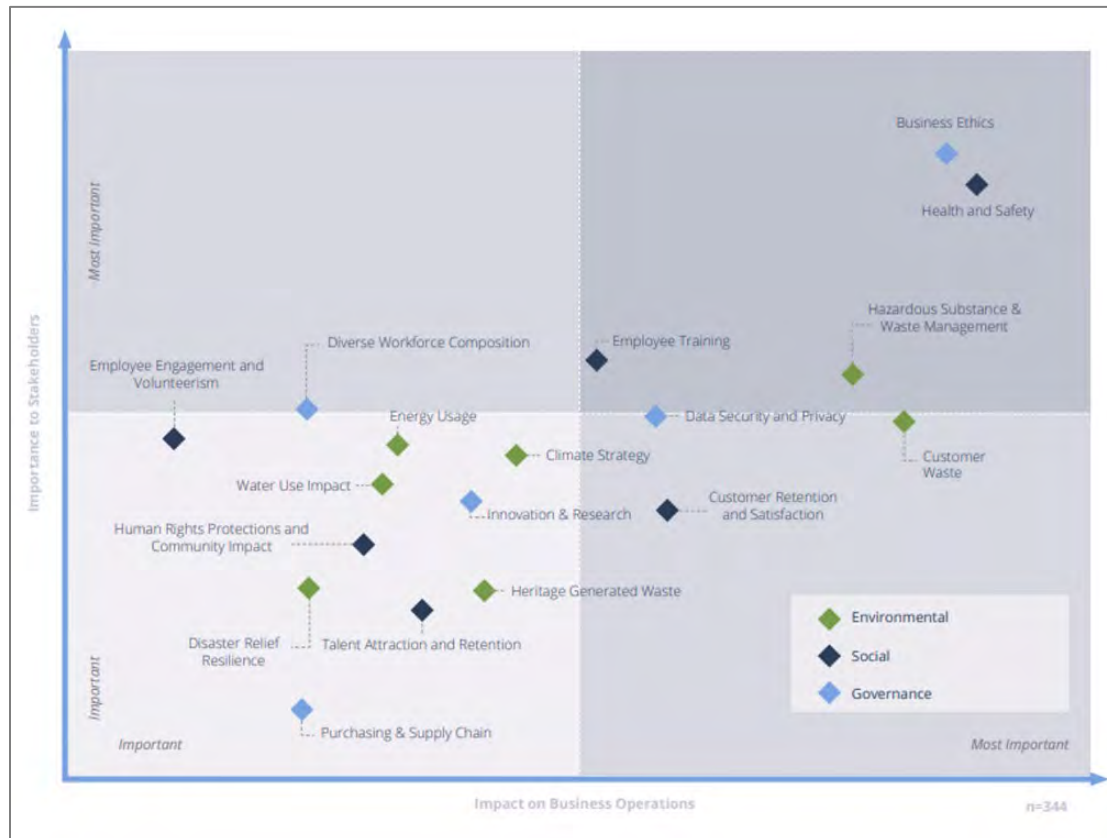 Business Ethics
Health and Safety
Most Important
Hazardous Substance &
Waste Management
Diverse Workforce Composition
Employee Training
Employee Engagement and
Volunteerism
Energy Usage
Data Security and Privacy
Climate Strategy
Customer
Waste
Water Use Impact
Innovation & Research
Customer Retention
and Satisfaction
Human Rights Protections and
Community Impact
Heritage Generated Waste
Disaster Relief
Resilience
Talent Attraction and Retention
Purchasing & Supply Chain
Environmental
Social
Governance
Importance to Stakeholders
Important
Important
Most Important
Impact on Business Operations
n=344